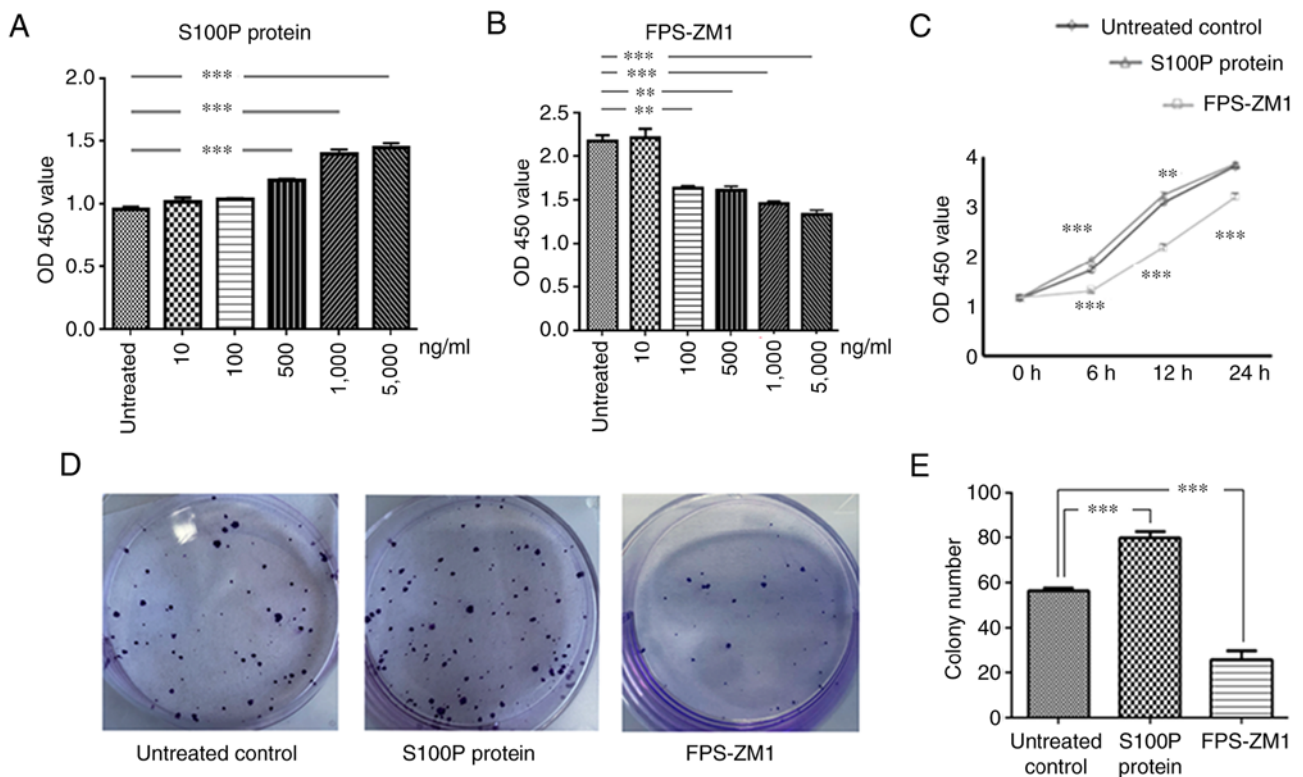 A
S100P protein
***
***
***
OD 450 value
2.0
1.5
1.0
0.5
0.0
Untreated
10
100
500
1,000
5,000
ng/ml
B
FPS-ZM1
***
***
**
**
OD 450 value
2.5
2.0
1.5
1.0
0.5
0.0
Untreated
10
100
500
1,000
5,000
ng/ml
C
Untreated control
S100P protein
FPS-ZM1
OD 450 value
4
3
2
1
0
**
***
***
***
***
0 h
6 h
12 h
24 h
D
Untreated control
S100P protein
FPS-ZM1
E
Colony number
100
80
60
40
20
0
***
***
Untreated
control
S100P
protein
FPS-ZM1